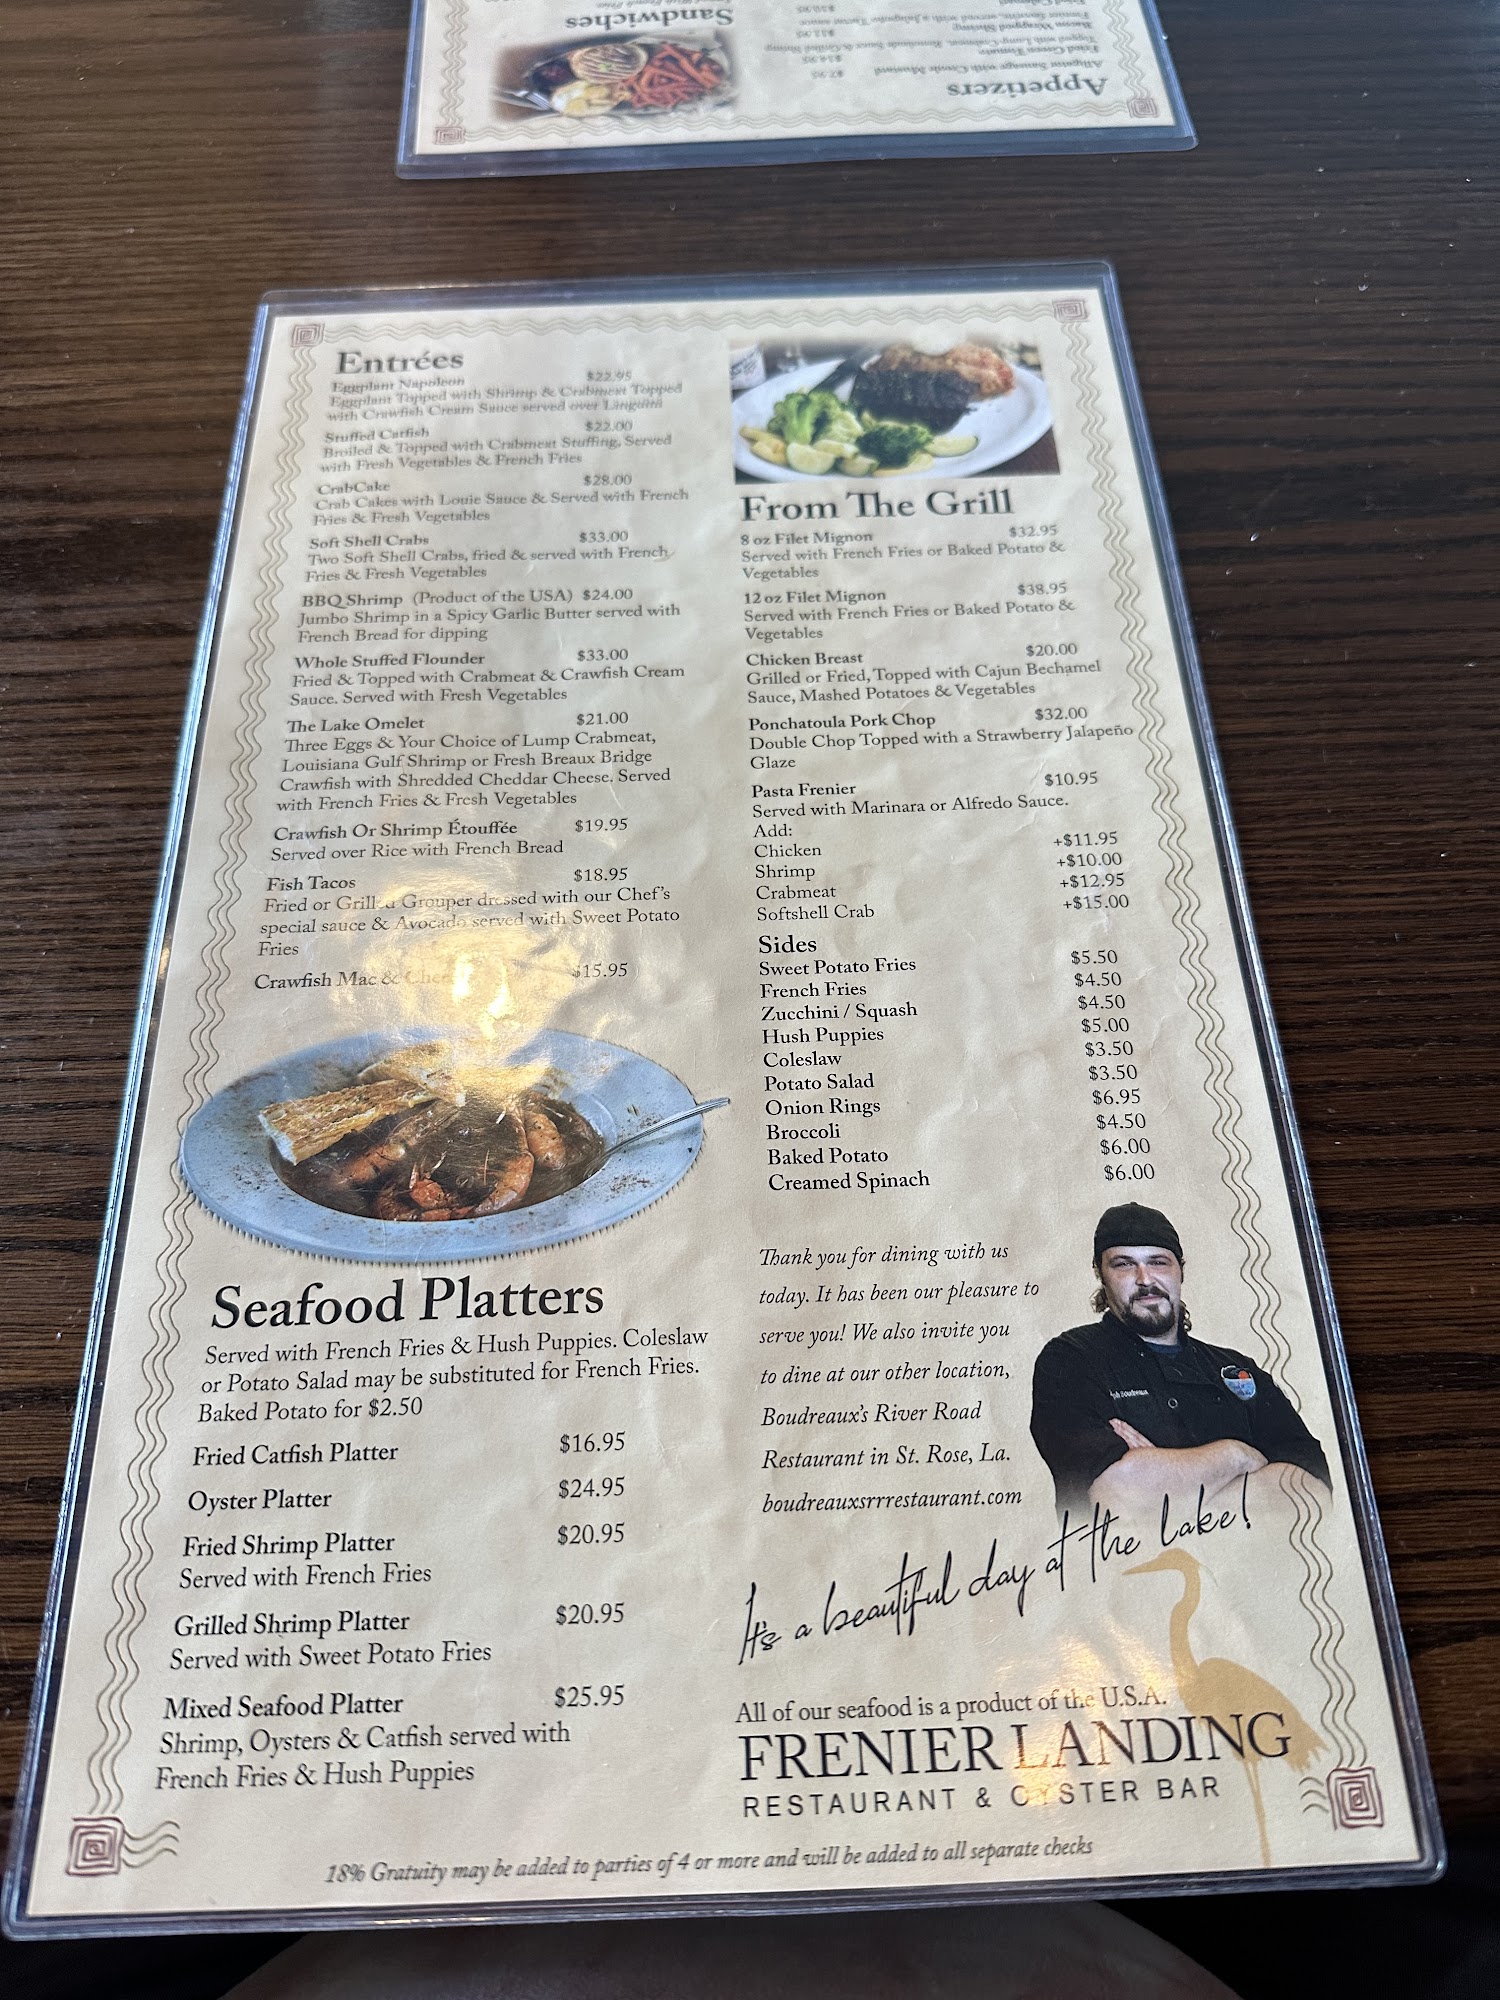 Sandwiches
Appetizers
Alligator Sausage with Creole Mustard $7.95
Fried Green Tomato $14.95
Entrées
Eggplant Napoleon $22.95
Eggplant Topped with Shrimp & Crabmeat Topped
with Crawfish Cream Sauce served over Linguini
Stuffed Catfish $22.00
Broiled & Topped with Crabmeat Stuffing, Served
with Fresh Vegetables & French Fries
CrabCake $28.00
Crab Cakes with Louie Sauce & Served with French
Fries & Fresh Vegetables
Soft Shell Crabs $33.00
Two Soft Shell Crabs, fried & served with French
Fries & Fresh Vegetables
BBQ Shrimp (Product of the USA) $24.00
Jumbo Shrimp in a Spicy Garlic Butter served with
French Bread for dipping
Whole Stuffed Flounder $33.00
Fried & Topped with Crabmeat & Crawfish Cream
Sauce. Served with Fresh Vegetables
The Lake Omelet $21.00
Three Eggs & Your Choice of Lump Crabmeat,
Louisiana Gulf Shrimp or Fresh Breaux Bridge
Crawfish with Shredded Cheddar Cheese. Served
with French Fries & Fresh Vegetables
Crawfish Or Shrimp Étouffée $19.95
Served over Rice with French Bread
Fish Tacos $18.95
Fried or Grilled Grouper dressed with our Chef's
special sauce & Avocado served with Sweet Potato
Fries
Crawfish Mac & $15.95
Seafood Platters
Served with French Fries & Hush Puppies. Coleslaw
or Potato Salad may be substituted for French Fries.
Baked Potato for $2.50
Fried Catfish Platter $16.95
Oyster Platter $24.95
Fried Shrimp Platter $20.95
Served with French Fries
Grilled Shrimp Platter $20.95
Served with Sweet Potato Fries
Mixed Seafood Platter $25.95
Shrimp, Oysters & Catfish served with
French Fries & Hush Puppies
From The Grill
8 oz Filet Mignon $32.95
Served with French Fries or Baked Potato &
Vegetables
12 oz Filet Mignon $38.95
Served with French Fries or Baked Potato &
Vegetables
Chicken Breast $20.00
Grilled or Fried, Topped with Cajun Bechamel
Sauce, Mashed Potatoes & Vegetables
Ponchatoula Pork Chop $32.00
Double Chop Topped with a Strawberry Jalapeño
Glaze
Pasta Frenier $10.95
Served with Marinara or Alfredo Sauce.
Add:
Chicken +$11.95
Shrimp +$10.00
Crabmeat +$12.95
Softshell Crab +$15.00
Sides
Sweet Potato Fries $5.50
French Fries $4.50
Zucchini / Squash $4.50
Hush Puppies $5.00
Coleslaw $3.50
Potato Salad $3.50
Onion Rings $6.95
Broccoli $4.50
Baked Potato $6.00
Creamed Spinach $6.00
Thank you for dining with us
today. It has been our pleasure to
serve you! We also invite you
to dine at our other location,
Boudreaux's River Road
Restaurant in St. Rose, La.
boudreauxsrrrestaurant.com
It's a beautiful day at the lake!
All of our seafood is a product of the U.S.A.
FRENIER LANDING
RESTAURANT & OYSTER BAR
18% Gratuity may be added to parties of 4 or more and will be added to all separate checks